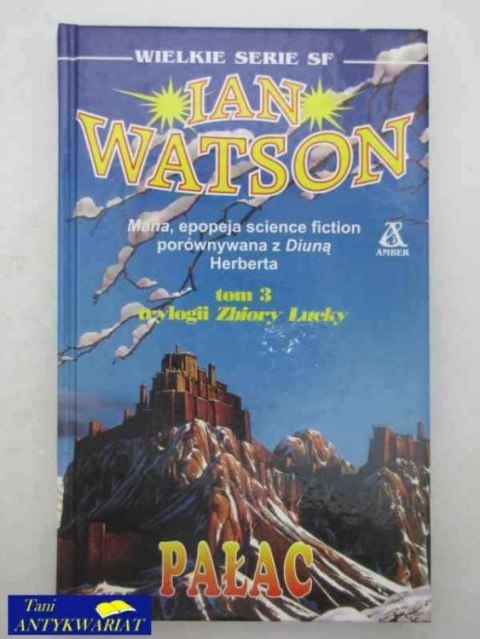 WIELKIE SERIE SF
IAN
WATSON
Mana, epopeja science fiction
porównywana z Diuną
Herberta
AMBER
tom 3
trylogii Zbiory Lucky
PAŁAC
Tani
ANTYKWARIAT